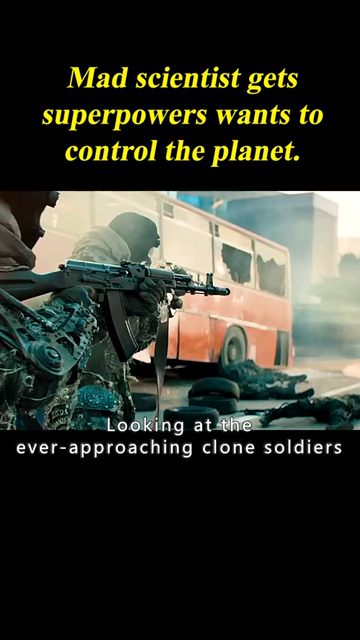 Mad scientist gets
superpowers wants to
control the planet.
Looking at the
ever-approaching clone soldiers